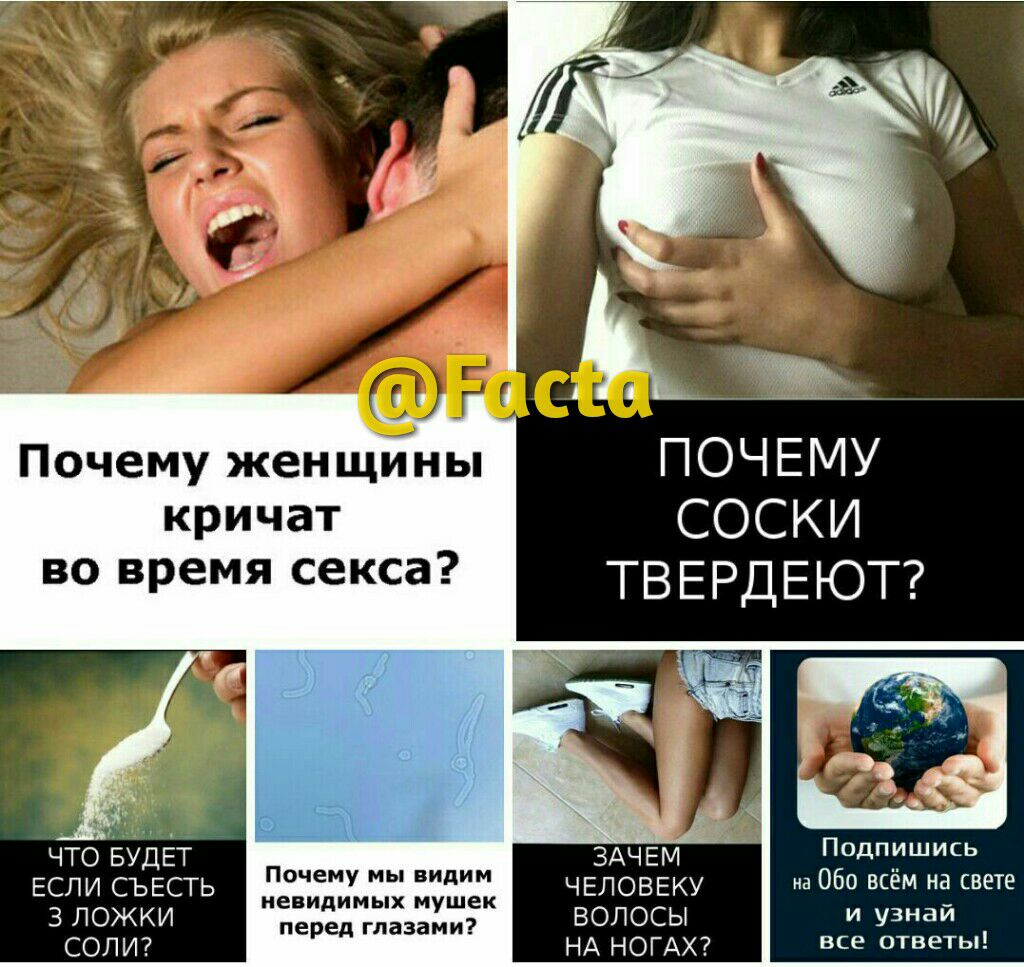 adidas
@Facta
Почему женщины
кричат
во время секса?
ПОЧЕМУ
СОСКИ
ТВЕРДЕЮТ?
ЧТО БУДЕТ
ЕСЛИ СЪЕСТЬ
3 ЛОЖКИ
СОЛИ?
Почему мы видим
невидимых мушек
перед глазами?
ЗАЧЕМ
ЧЕЛОВЕКУ
ВОЛОСЫ
НА НОГАХ?
Подпишись
на Обо всём на свете
и узнай
все ответы!